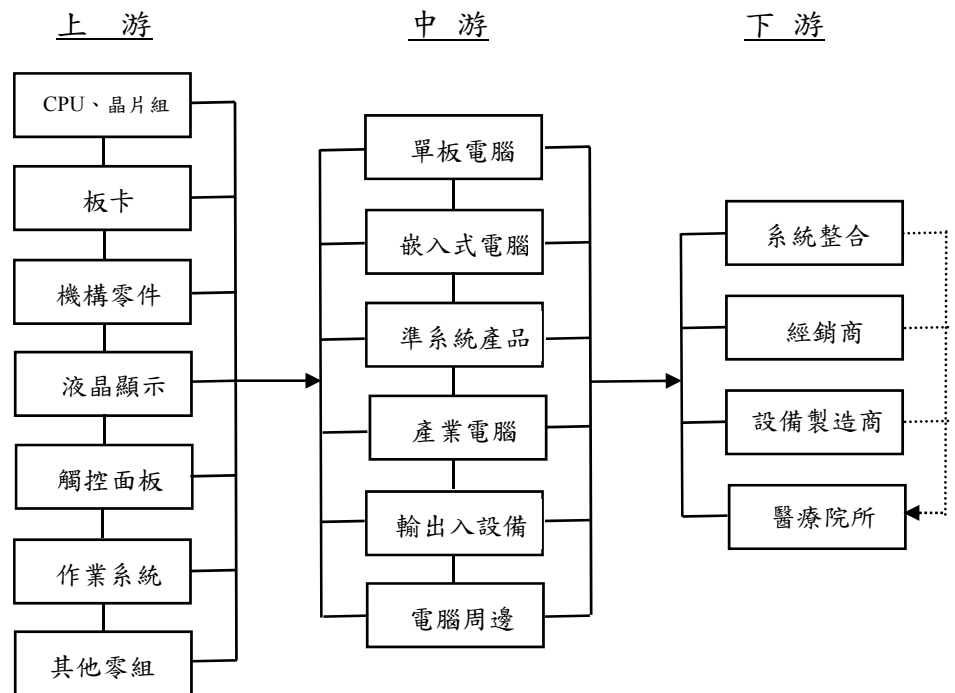 上 游
中 游
下 游
CPU、晶片組
板卡
機構零件
液晶顯示
觸控面板
作業系統
其他零組
單板電腦
嵌入式電腦
準系統產品
產業電腦
輸出入設備
電腦周邊
系統整合
經銷商
設備製造商
醫療院所